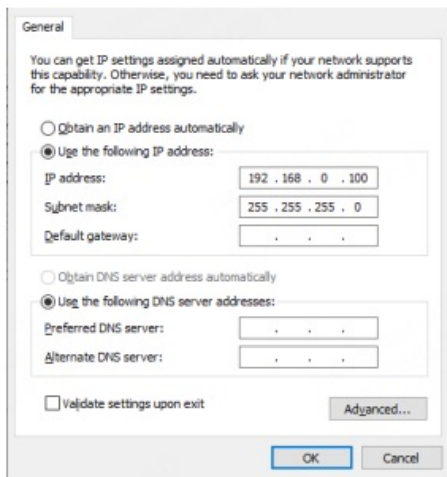 General
You can get IP settings assigned automatically if your network supports
this capability. Otherwise, you need to ask your network administrator
for the appropriate IP settings.
Obtain an IP address automatically
Use the following IP address:
IP address: 192 . 168 . 0 . 100
Subnet mask: 255 . 255 . 255 . 0
Default gateway: . . .
Obtain DNS server address automatically
Use the following DNS server addresses:
Preferred DNS server: . . .
Alternate DNS server: . . .
Validate settings upon exit
Advanced...
OK Cancel